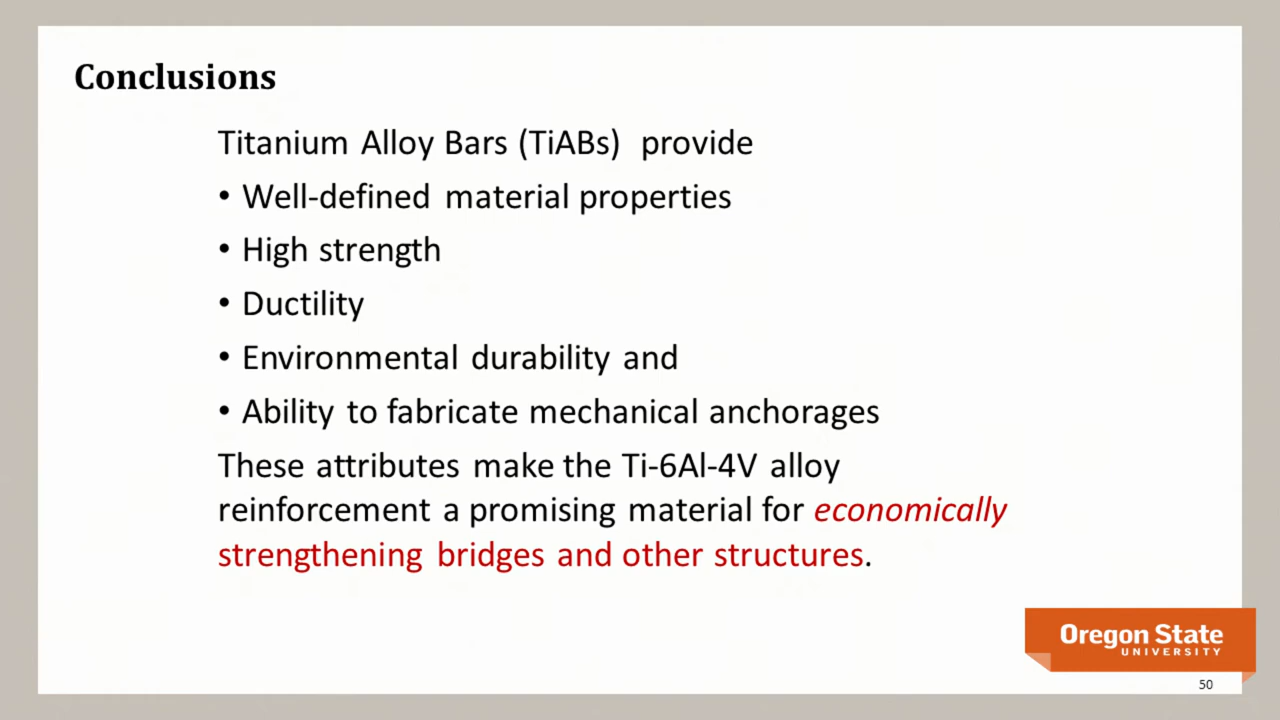 Conclusions
Titanium Alloy Bars (TiABs) provide
• Well-defined material properties
• High strength
• Ductility
• Environmental durability and
• Ability to fabricate mechanical anchorages
These attributes make the Ti-6Al-4V alloy
reinforcement a promising material for economically
strengthening bridges and other structures.
Oregon State
UNIVERSITY
50